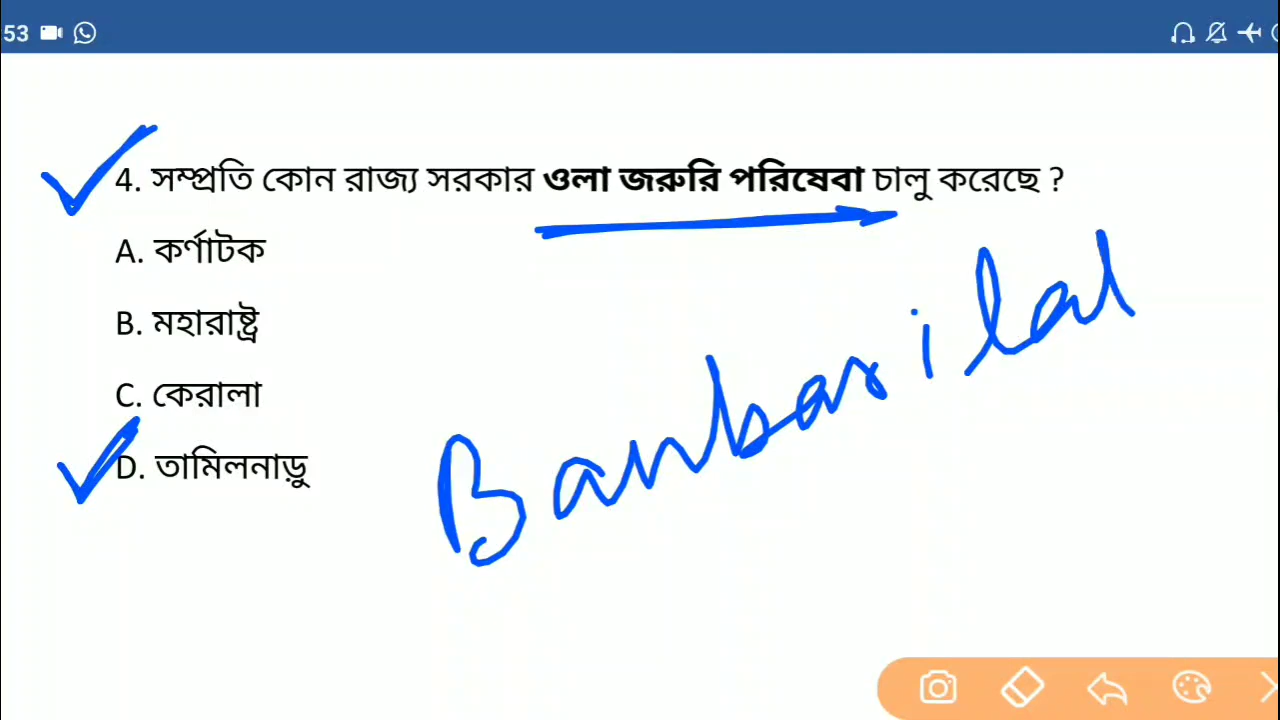 53
4. সম্প্রতি কোন রাজ্য সরকার ওলা জরুরি পরিষেবা চালু করেছে ?
A. কর্ণাটক
B. মহারাষ্ট্র
C. কেরালা
D. তামিলনাড়ু
Banbarilal